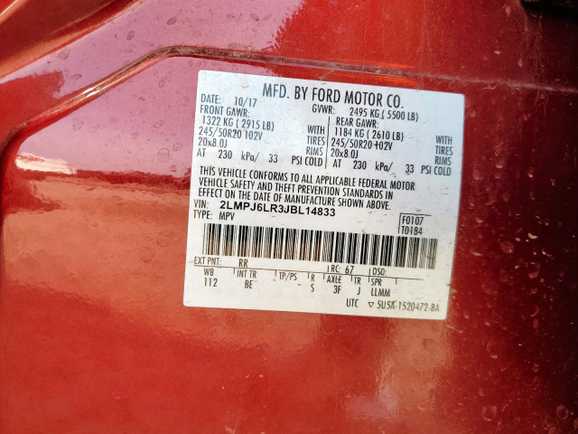 MFD. BY FORD MOTOR CO.
DATE: 10/17 GVWR: 2495 KG ( 5500 LB)
FRONT GAWR: REAR GAWR:
1322 KG ( 2915 LB) 1184 KG ( 2610 LB)
245/50R20 102V TIRES 245/50R20 102V TIRES
20x8.0J RIMS 20x8.0J RIMS
AT 230 kPa/ 33 PSI COLD AT 230 kPa/ 33 PSI COLD
THIS VEHICLE CONFORMS TO ALL APPLICABLE FEDERAL MOTOR
VEHICLE SAFETY AND THEFT PREVENTION STANDARDS IN
EFFECT ON THE DATE OF MANUFACTURE SHOWN ABOVE.
VIN: 2LMPJ6LR3JBL14833
TYPE: MPV F0107
T0184
EXT PNT: RR RC: 67 DSO:
WB INT TR TP/PS R AXLE TR SPR
112 BE S 3F J LLMM
UTC ▽ 5U5A-1520472-BA